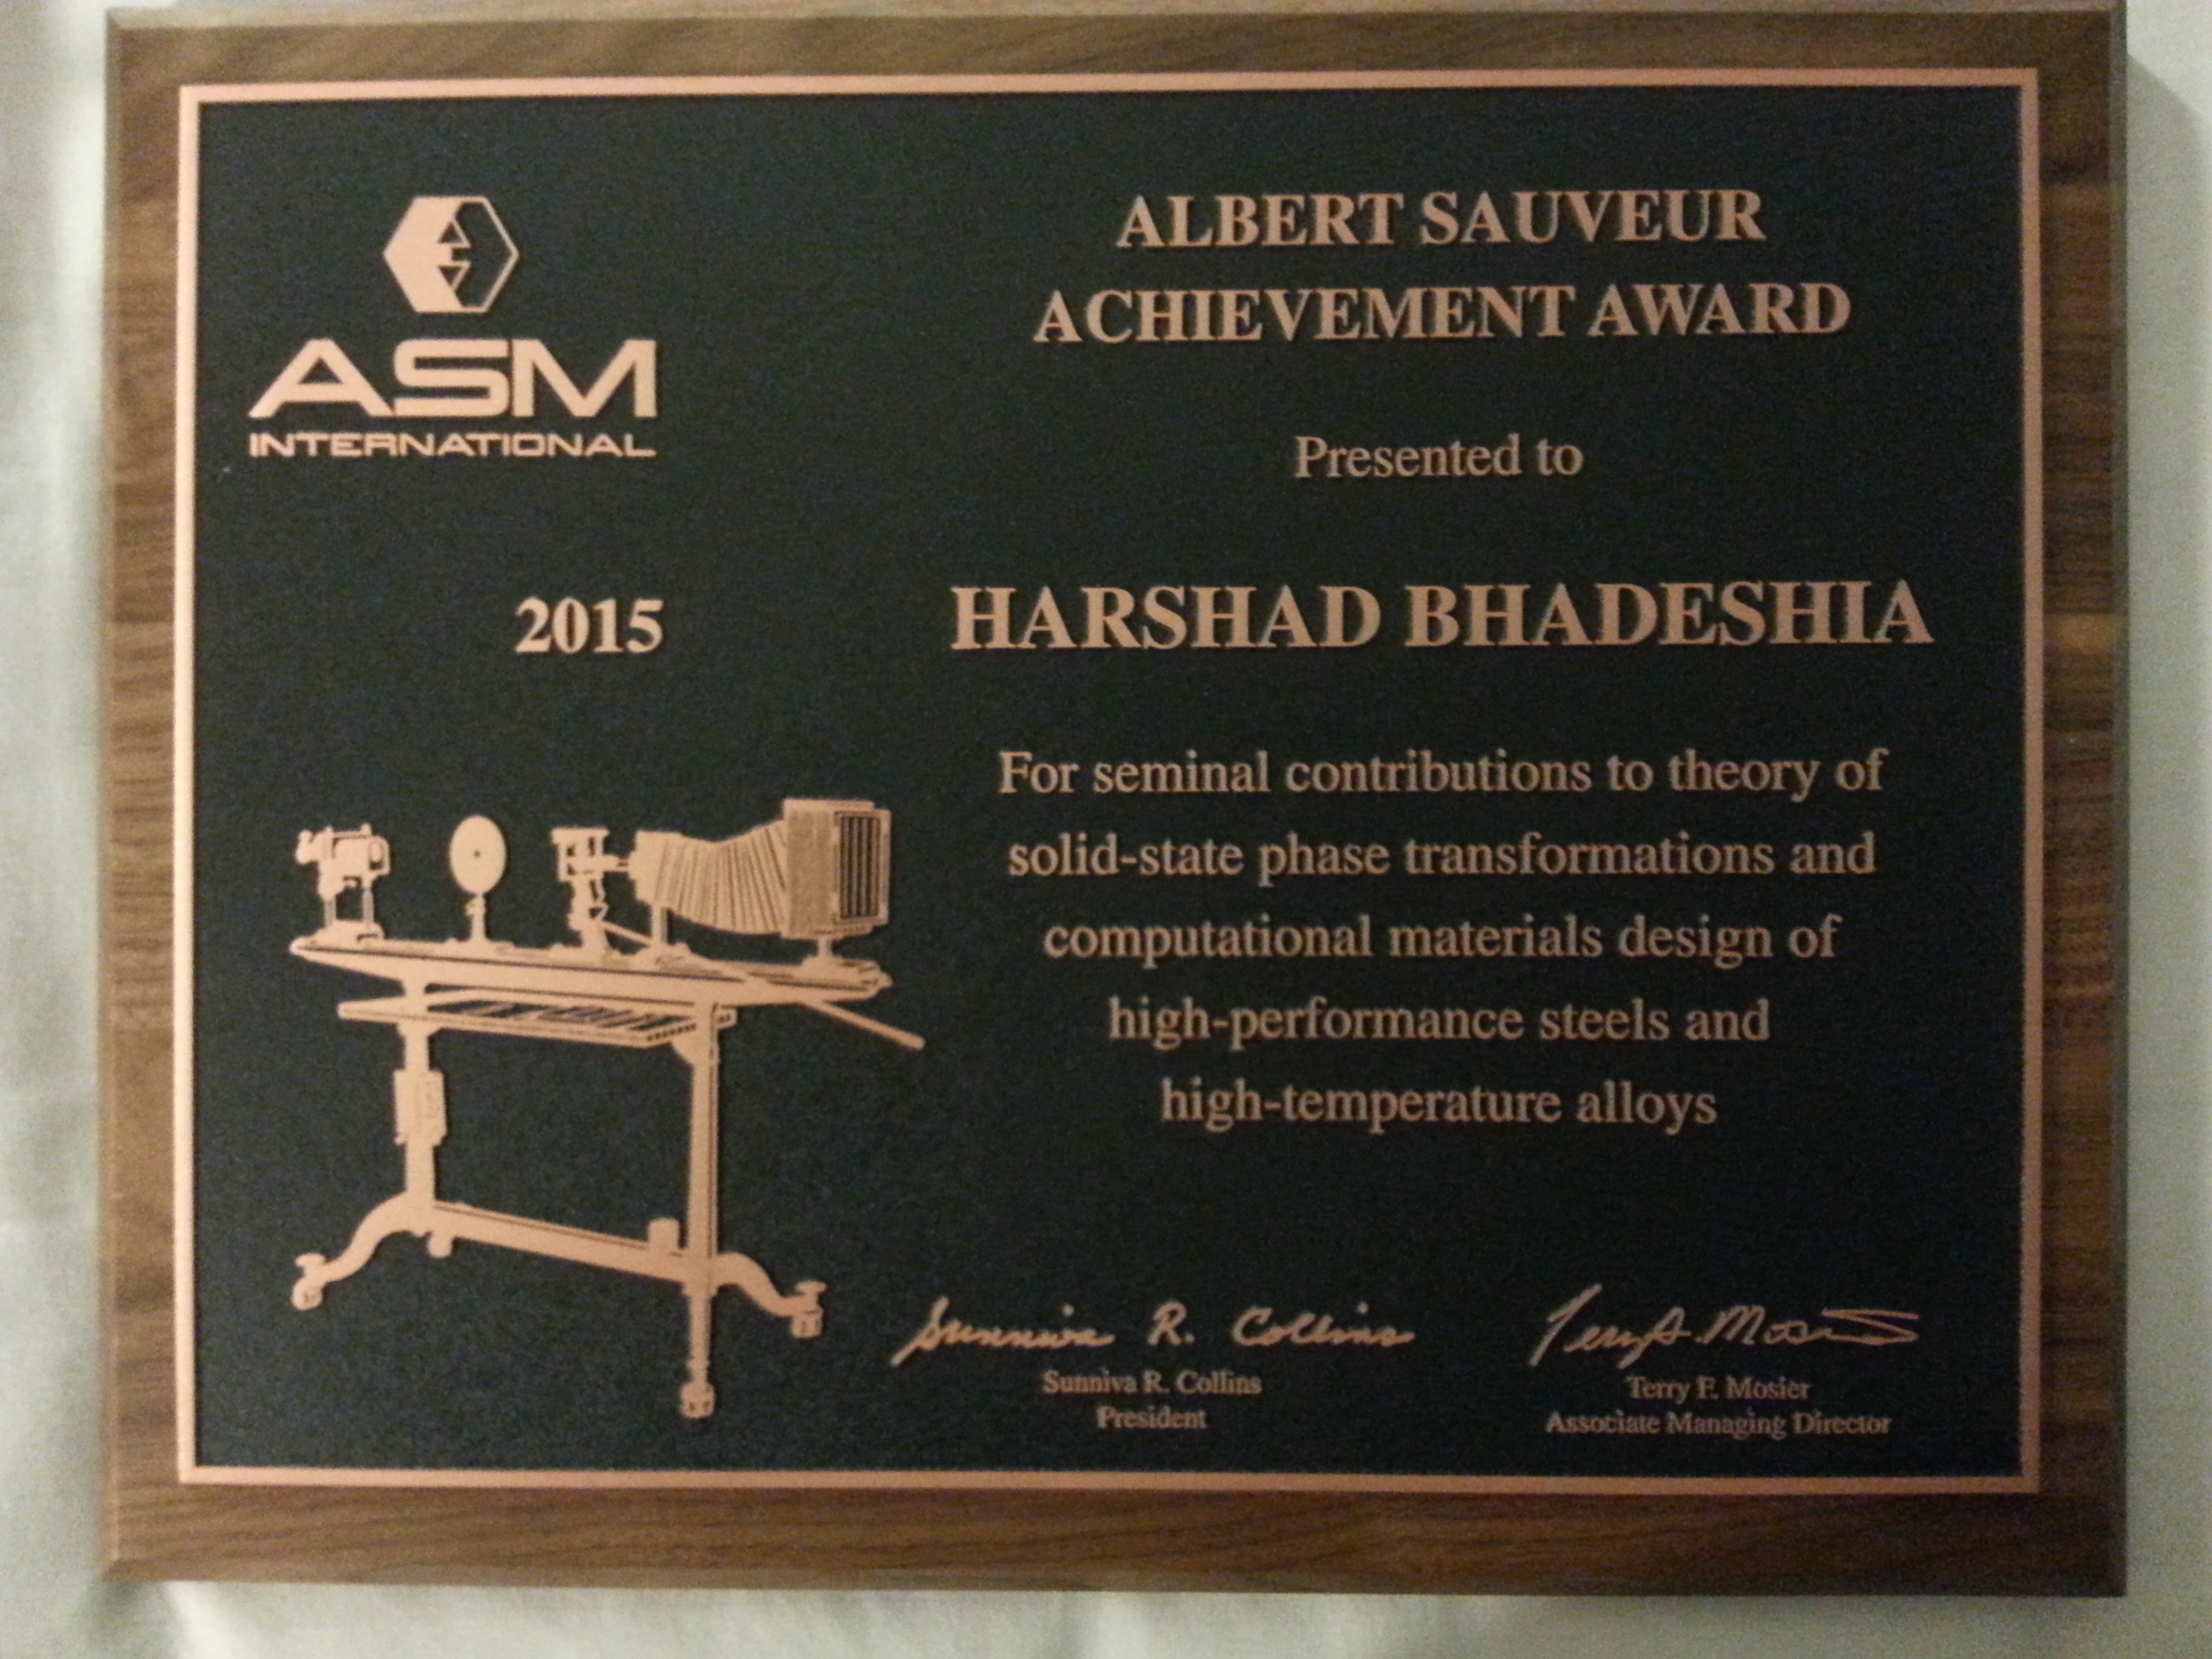 ASM
INTERNATIONAL
2015
ALBERT SAUVEUR
ACHIEVEMENT AWARD
Presented to
HARSHAD BHADESHIA
For seminal contributions to theory of
solid-state phase transformations and
computational materials design of
high-performance steels and
high-temperature alloys
Sunniva R. Collins
Sunniva R. Collins
President
Terry F. Mosier
Terry F. Mosier
Associate Managing Director